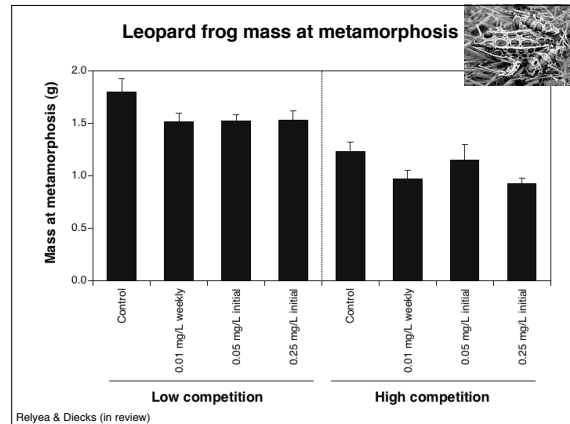 Leopard frog mass at metamorphosis
Mass at metamorphosis (g)
2.0
1.5
1.0
0.5
0.0
Control
0.01 mg/L weekly
0.05 mg/L initial
0.25 mg/L initial
Control
0.01 mg/L weekly
0.05 mg/L initial
0.25 mg/L initial
Low competition
High competition
Relyea & Diecks (in review)